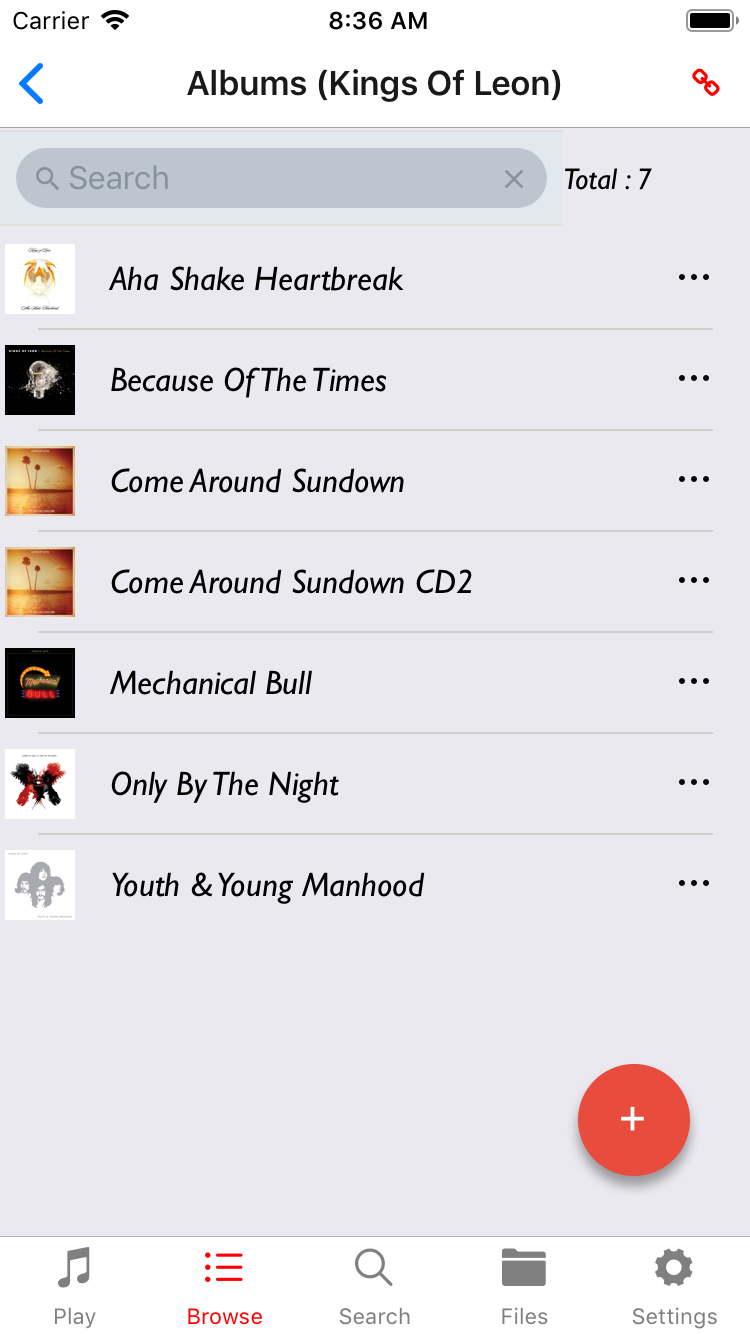 Carrier 8:36 AM
Albums (Kings Of Leon)
Search
Total : 7
Aha Shake Heartbreak
Because Of The Times
Come Around Sundown
Come Around Sundown CD2
Mechanical Bull
Only By The Night
Youth & Young Manhood
+
Play Browse Search Files Settings